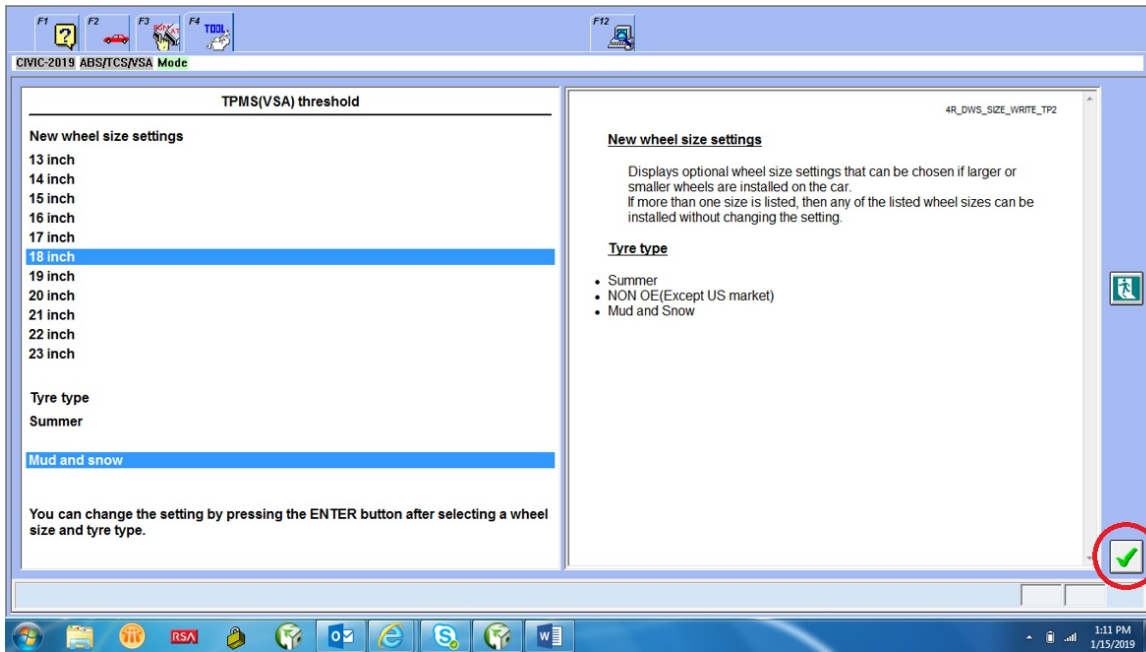 F1 F2 F3 F4 TOOL. F12
CIVIC-2019 ABS/TCS/VSA Mode
TPMS(VSA) threshold
New wheel size settings
13 inch
14 inch
15 inch
16 inch
17 inch
18 inch
19 inch
20 inch
21 inch
22 inch
23 inch
Tyre type
Summer
Mud and snow
You can change the setting by pressing the ENTER button after selecting a wheel
size and tyre type.
4R_DWS_SIZE_WRITE_TP2
New wheel size settings
Displays optional wheel size settings that can be chosen if larger or
smaller wheels are installed on the car.
If more than one size is listed, then any of the listed wheel sizes can be
installed without changing the setting.
Tyre type
• Summer
• NON OE(Except US market)
• Mud and Snow
RSA
1:11 PM
1/15/2019